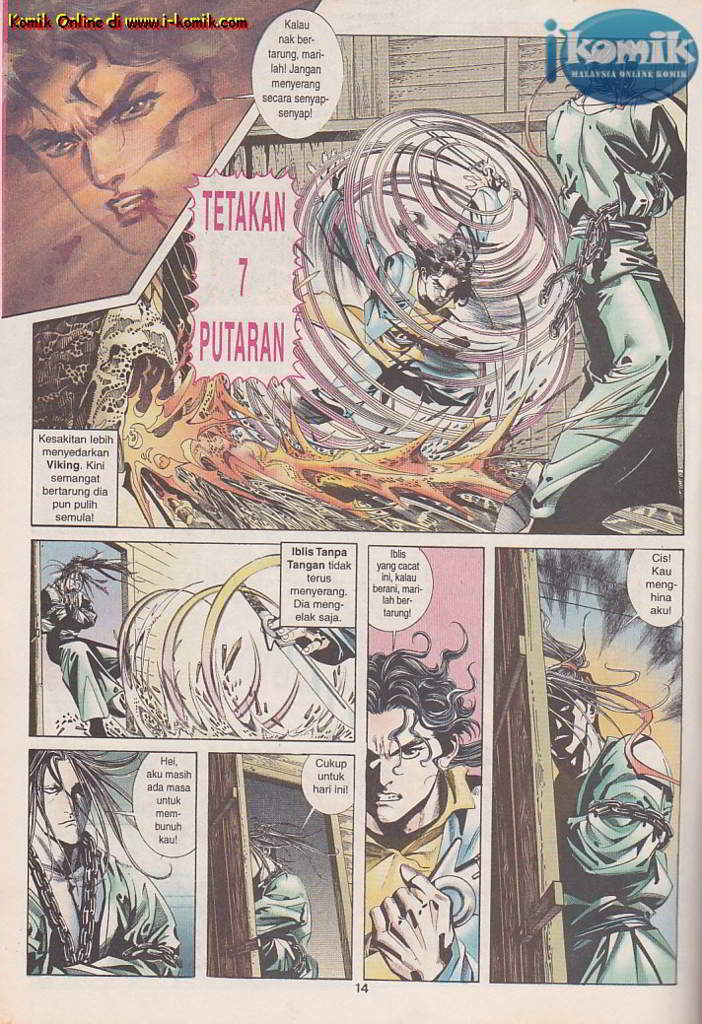 Komik Online di www.i-komik.com
ikomik
MALAYSIA ONLINE KOMIK
Kalau
nak ber-
tarung, mari-
lah! Jangan
menyerang
secara senyap-
senyap!
TETAKAN
7
PUTARAN
Kesakitan lebih
menyedarkan
Viking. Kini
semangat
bertarung dia
pun pulih
semula!
Iblis Tanpa
Tangan tidak
terus
menyerang.
Dia meng-
elak saja.
Iblis
yang cacat
ini, kalau
berani, mari-
lah ber-
tarung!
Cis!
Kau
meng-
hina
aku!
Hei,
aku masih
ada masa
untuk
mem-
bunuh
kau!
Cukup
untuk
hari ini!
14